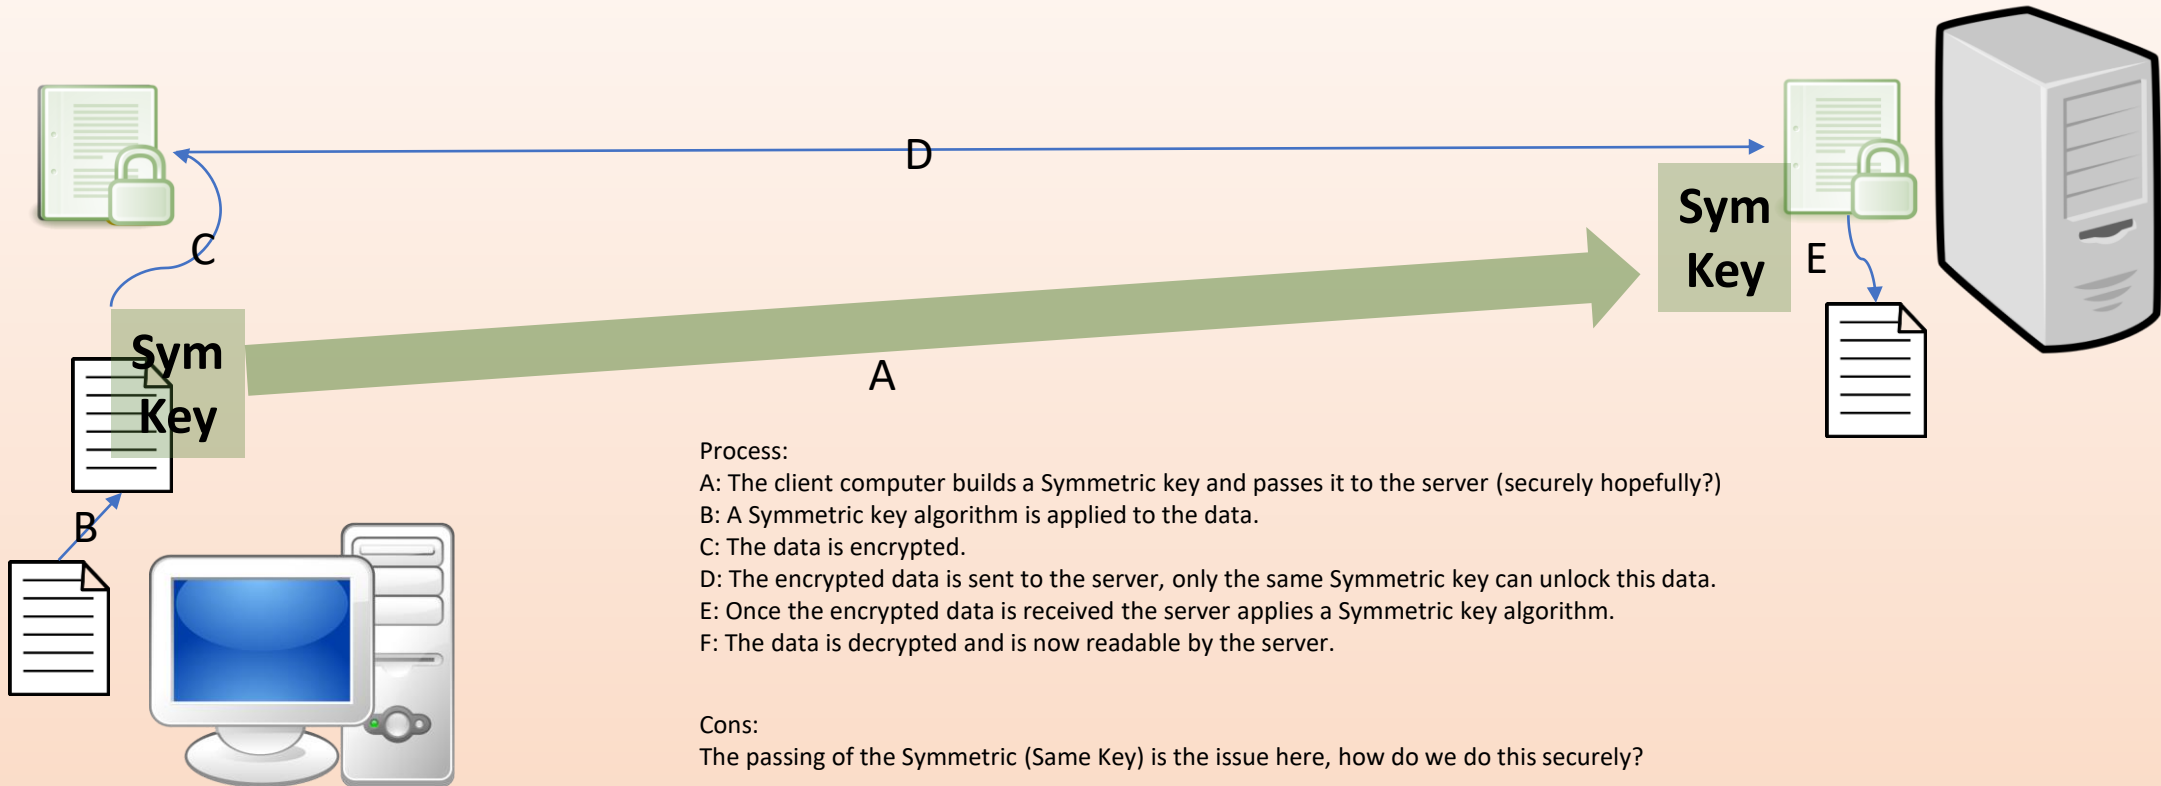 D
Sym
Key
E
C
Sym
Key
A
B
Process:
A: The client computer builds a Symmetric key and passes it to the server (securely hopefully?)
B: A Symmetric key algorithm is applied to the data.
C: The data is encrypted.
D: The encrypted data is sent to the server, only the same Symmetric key can unlock this data.
E: Once the encrypted data is received the server applies a Symmetric key algorithm.
F: The data is decrypted and is now readable by the server.
Cons:
The passing of the Symmetric (Same Key) is the issue here, how do we do this securely?